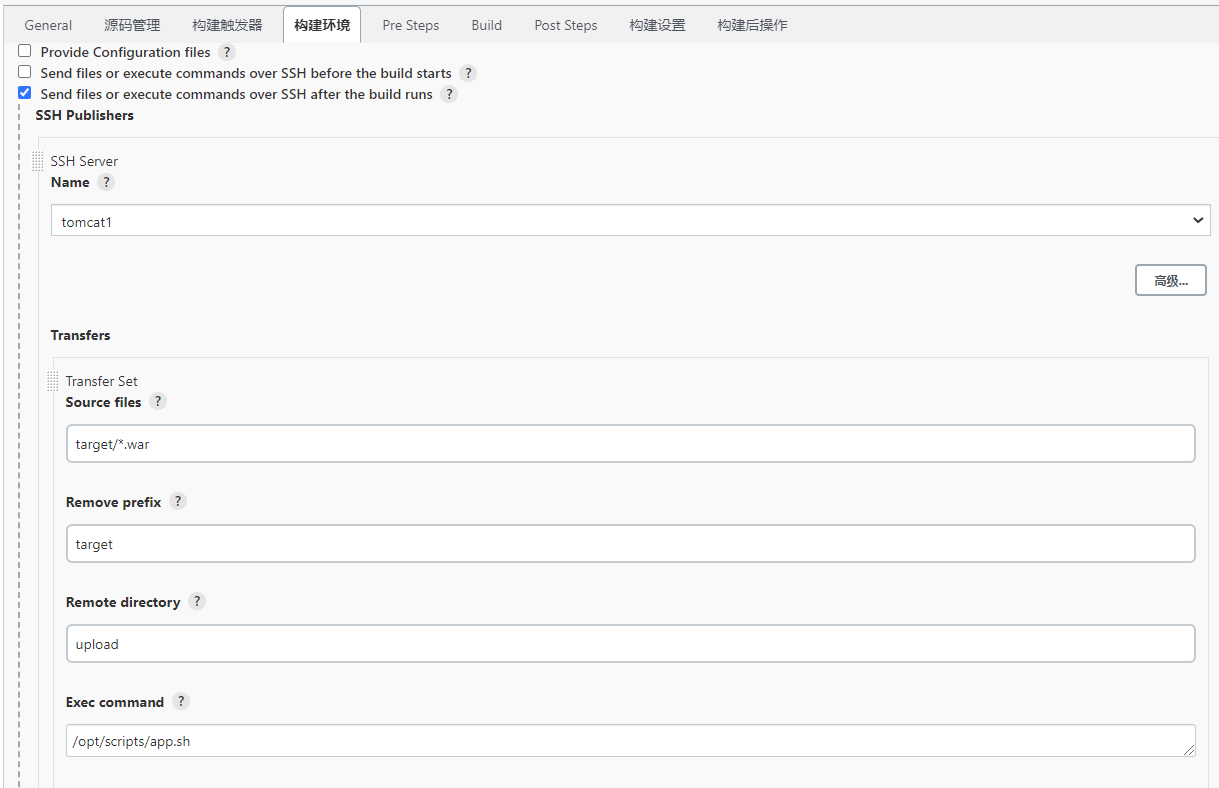 General 源码管理 构建触发器 构建环境 Pre Steps Build Post Steps 构建设置 构建后操作
Provide Configuration files ?
Send files or execute commands over SSH before the build starts ?
Send files or execute commands over SSH after the build runs ?
SSH Publishers
SSH Server
Name ?
tomcat1
高级...
Transfers
Transfer Set
Source files ?
target/*.war
Remove prefix ?
target
Remote directory ?
upload
Exec command ?
/opt/scripts/app.sh